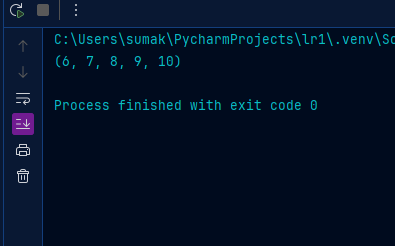 C:\Users\sumak\PycharmProjects\lr1\.venv\Sc
(6, 7, 8, 9, 10)
Process finished with exit code 0